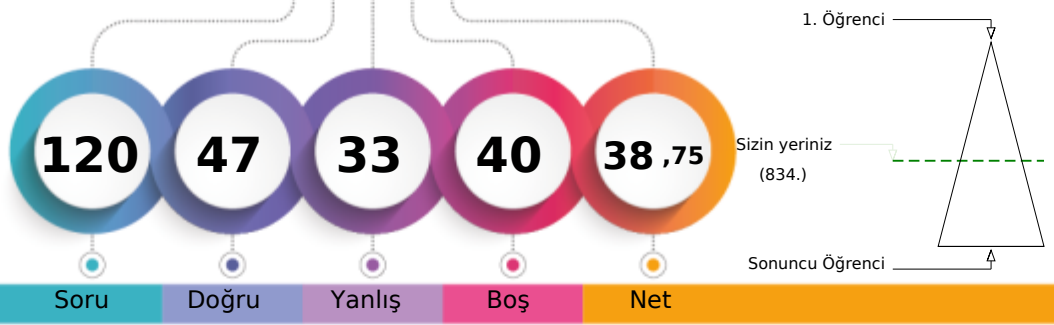 120 47 33 40 38 ,75
Soru Doğru Yanlış Boş Net
1. Öğrenci
Sizin yeriniz
(834.)
Sonuncu Öğrenci